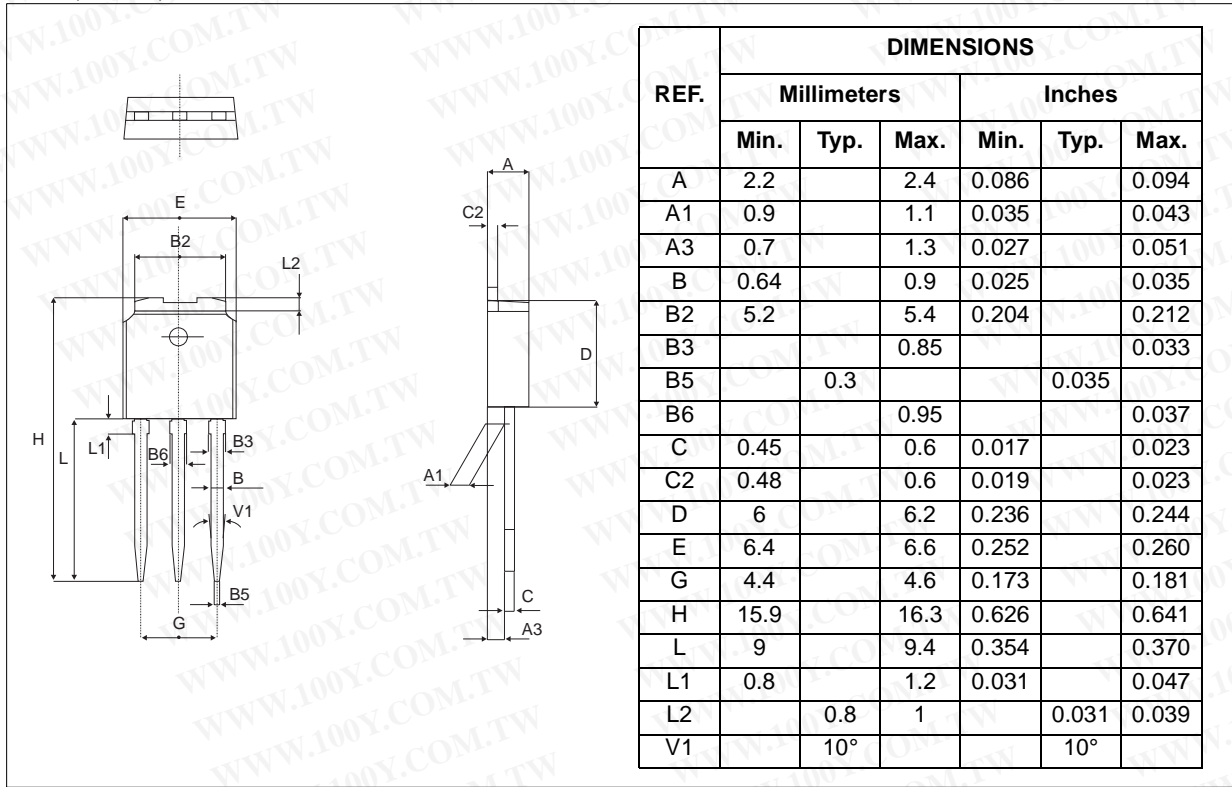 E
B2
L2
H
L
L1
B6
B3
B
V1
B5
G
A
C2
D
A1
C
A3
REF. DIMENSIONS
Millimeters Inches
Min. Typ. Max. Min. Typ. Max.
A 2.2 2.4 0.086 0.094
A1 0.9 1.1 0.035 0.043
A3 0.7 1.3 0.027 0.051
B 0.64 0.9 0.025 0.035
B2 5.2 5.4 0.204 0.212
B3 0.85 0.033
B5 0.3 0.035
B6 0.95 0.037
C 0.45 0.6 0.017 0.023
C2 0.48 0.6 0.019 0.023
D 6 6.2 0.236 0.244
E 6.4 6.6 0.252 0.260
G 4.4 4.6 0.173 0.181
H 15.9 16.3 0.626 0.641
L 9 9.4 0.354 0.370
L1 0.8 1.2 0.031 0.047
L2 0.8 1 0.031 0.039
V1 10° 10°
WWW.100Y.COM.TW